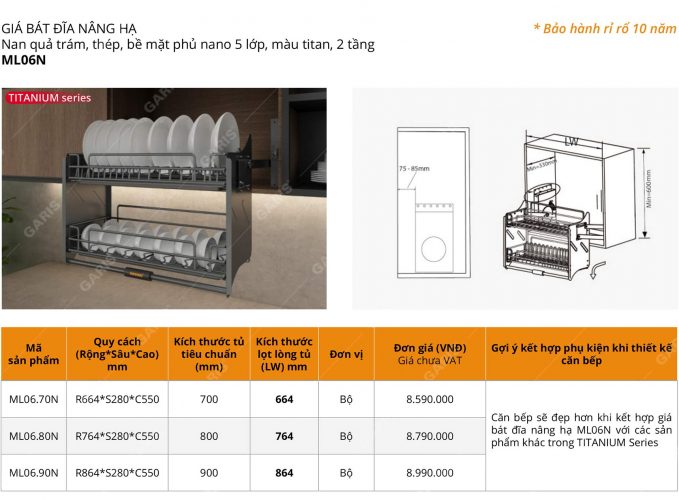 GIÁ BÁT ĐĨA NÂNG HẠ
* Bảo hành rỉ rổ 10 năm
Nan quả trám, thép, bề mặt phủ nano 5 lớp, màu titan, 2 tầng
ML06N
TITANIUM series
GARIS
75 - 85mm
LW
Min=330mm
Min=600mm
Mã sản phẩm
Quy cách (Rộng*Sâu*Cao) mm
Kích thước tủ tiêu chuẩn (mm)
Kích thước lọt lòng tủ (LW) mm
Đơn vị
Đơn giá (VNĐ) Giá chưa VAT
Gợi ý kết hợp phụ kiện khi thiết kế căn bếp
ML06.70N R664*S280*C550 700 664 Bộ 8.590.000
ML06.80N R764*S280*C550 800 764 Bộ 8.790.000
ML06.90N R864*S280*C550 900 864 Bộ 8.990.000
Căn bếp sẽ đẹp hơn khi kết hợp giá
bát đĩa nâng hạ ML06N với các sản
phẩm khác trong TITANIUM Series